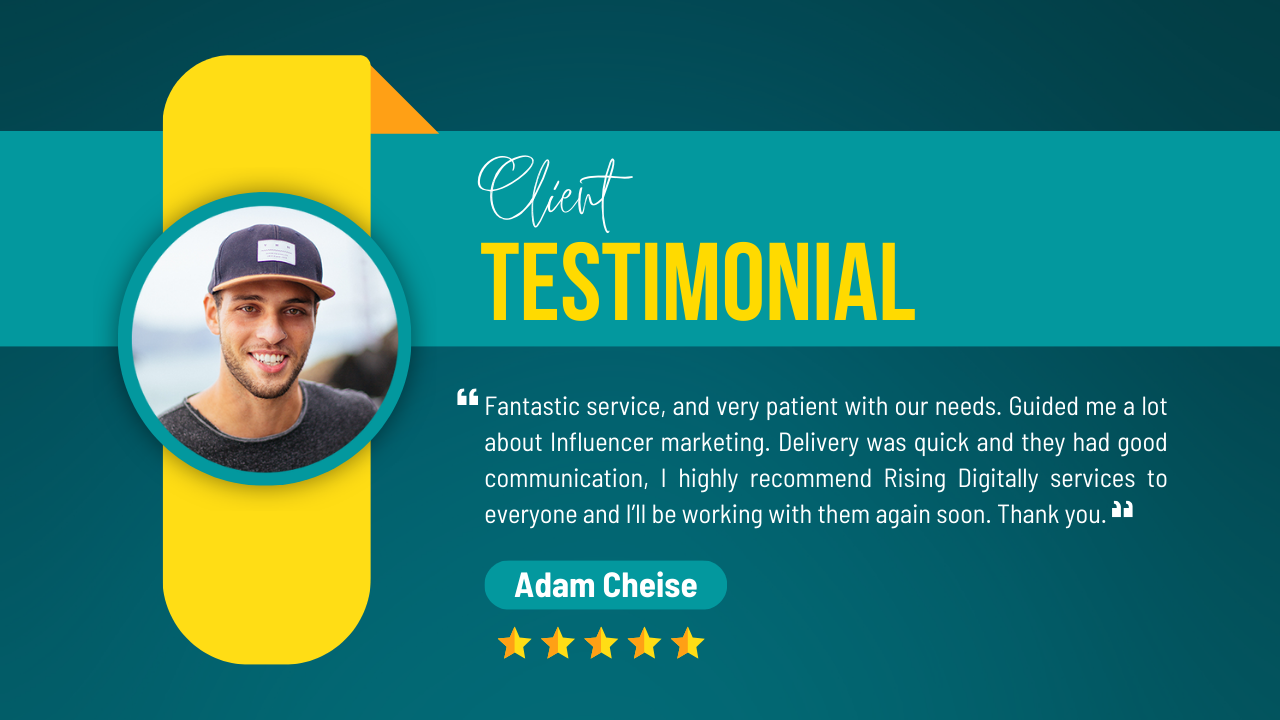 Client
TESTIMONIAL
“ Fantastic service, and very patient with our needs. Guided me a lot
about Influencer marketing. Delivery was quick and they had good
communication, I highly recommend Rising Digitally services to
everyone and I’ll be working with them again soon. Thank you. ”
Adam Cheise